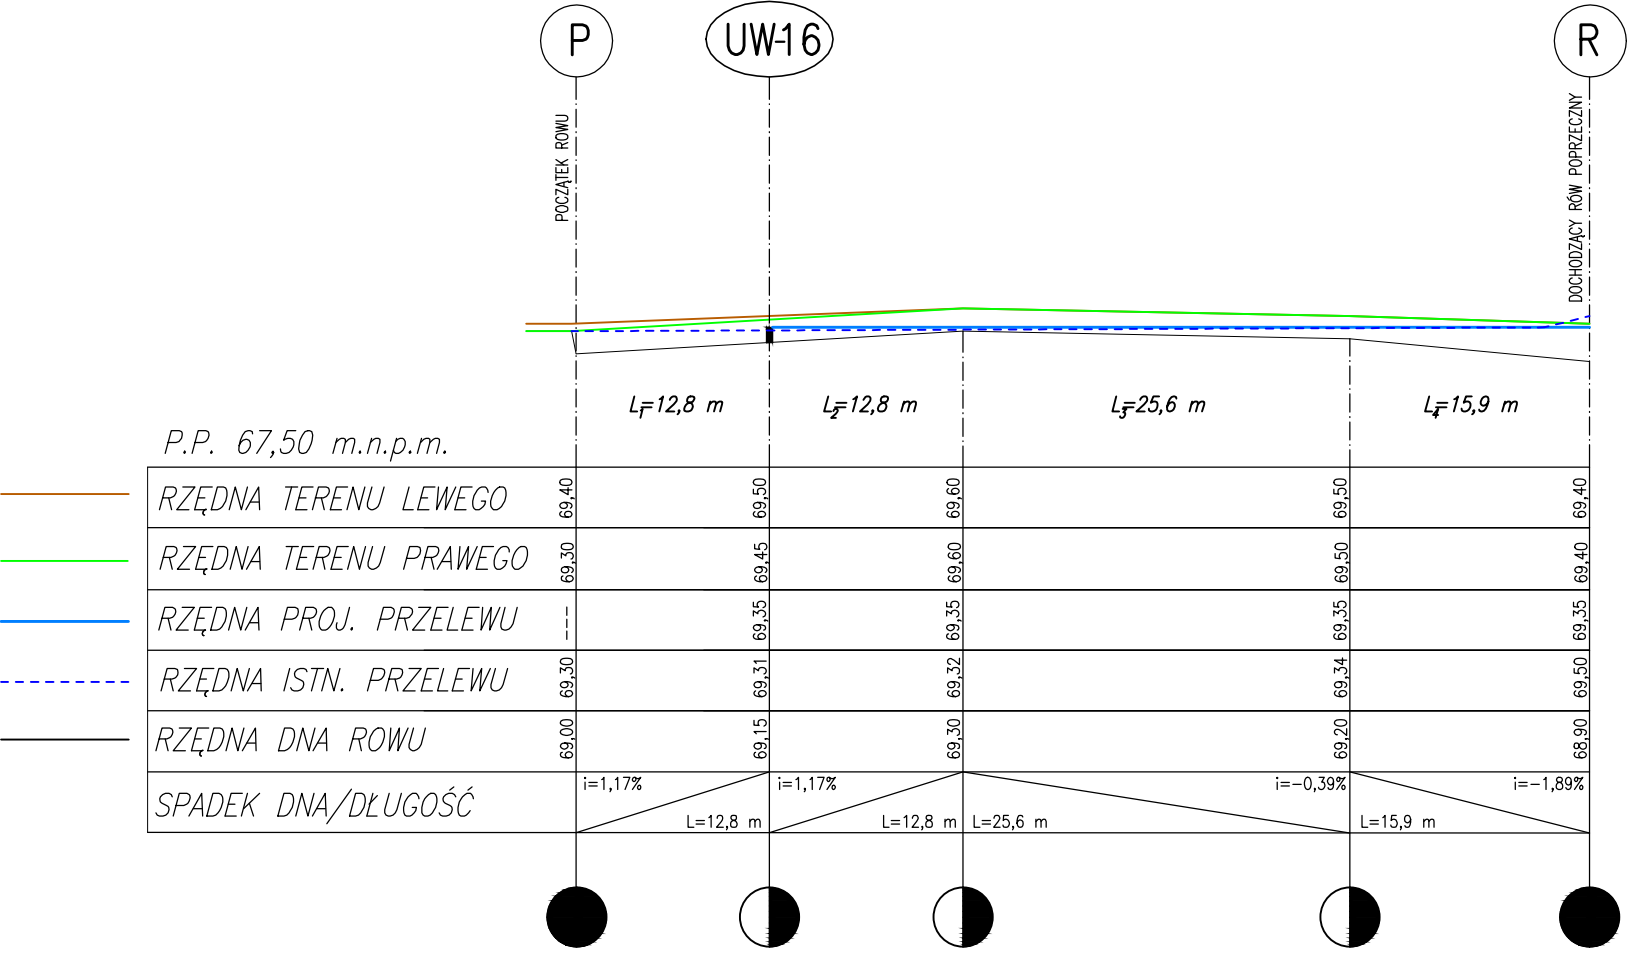 P UW-16 R
POCZĄTEK ROWU
DOCHODZĄCY RÓW POPRZECZNY
L1=12,8 m L2=12,8 m L3=25,6 m L4=15,9 m
P.P. 67,50 m.n.p.m.
RZĘDNA TERENU LEWEGO 69,40 69,50 69,60 69,50 69,40
RZĘDNA TERENU PRAWEGO 69,30 69,45 69,60 69,50 69,40
RZĘDNA PROJ. PRZELEWU --- 69,35 69,35 69,35 69,35
RZĘDNA ISTN. PRZELEWU 69,30 69,31 69,32 69,34 69,50
RZĘDNA DNA ROWU 69,00 69,15 69,30 69,20 68,90
SPADEK DNA/DŁUGOŚĆ
i=1,17% i=1,17% i=-0,39% i=-1,89%
L=12,8 m L=12,8 m L=25,6 m L=15,9 m